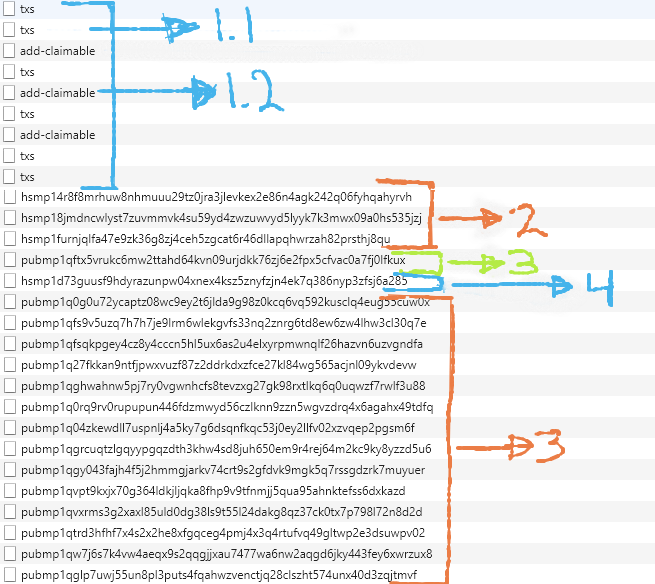 txs
txs
1.1
add-claimable
txs
add-claimable
1.2
txs
add-claimable
txs
txs
hsmp14r8f8mrhuw8nhmuuu29tz0jra3jlevkex2e86n4agk242q06fyhqahyrvh
hsmp18jmdncwlyst7zuvmmvk4su59yd4zwzuwvyd5lyyk7k3mwx09a0hs535jzj
2
hsmp1furnjqlfa47e9zk36g8zj4ceh5zgcat6r46dllapqhwrzah82prsthj8qu
pubmp1qftx5vrukc6mw2ttahd64kvn09urjdkk76zj6e2fpx5cfvac0a7fj0lfkux
3
hsmp1d73guusf9hdyrazunpw04xnex4ksz5znyfzjn4ek7q386nyp3zfsj6a285
4
pubmp1q0g0u72ycaptz08wc9ey2t6jlda9g98z0kcq6vq592kusclq4eug55cuw0x
pubmp1qfs9v5uzq7h7h7je9lrm6wlekgvfs33nq2znrg6td8ew6zw4lhw3cl30q7e
pubmp1qfsqkpgey4cz8y4cccn5hl5ux6as2u4elxyrpmwnqlf26hazvn6uzvgndfa
pubmp1q27fkkan9ntfjpwxvuzf87z2ddrkdxzfce27kl84wg565acjnl09ykvdevw
pubmp1qghwahnw5pj7ry0vgwnhcfs8tevzxg27gk98rxtlkq6q0uqwzf7rwlf3u88
pubmp1q0rq9rv0rupupun446fdzmwyd56czlknn9zzn5wgvzdrq4x6agahx49tdfq
pubmp1q04zkewdll7uspnlj4a5ky7g6dsqnfkqc53j0ey2llfv02xzvqep2pgsm6f
pubmp1qgrcuqtzlgqyypgqzdth3khw4sd8juh650em9r4rej64m2kc9ky8yzzd5u6
3
pubmp1qgy043fajh4f5j2hmmgjarkv74crt9s2gfdvk9mgk5q7rssgdzrk7muyuer
pubmp1qvpt9kxjx70g364ldkjljqka8fhp9v9tfnmjj5qua95ahnktefss6dxkazd
pubmp1qvxrms3g2xaxl85uld0dg38ls9t55l24dakg8qz37ck0tx7p798l72n8d2d
pubmp1qtrd3hfhf7x4s2x2he8xfgqceg4pmj4x3q4rtufvq49gltwp2e3dsuwpv02
pubmp1qw7j6s7k4vw4aeqx9s2qqgjjxau7477wa6nw2aqgd6jky443fey6xwrzux8
pubmp1qglp7uwj55un8pl3puts4fqahwzvenctjq28clszht574unx40d3zqjtmvf